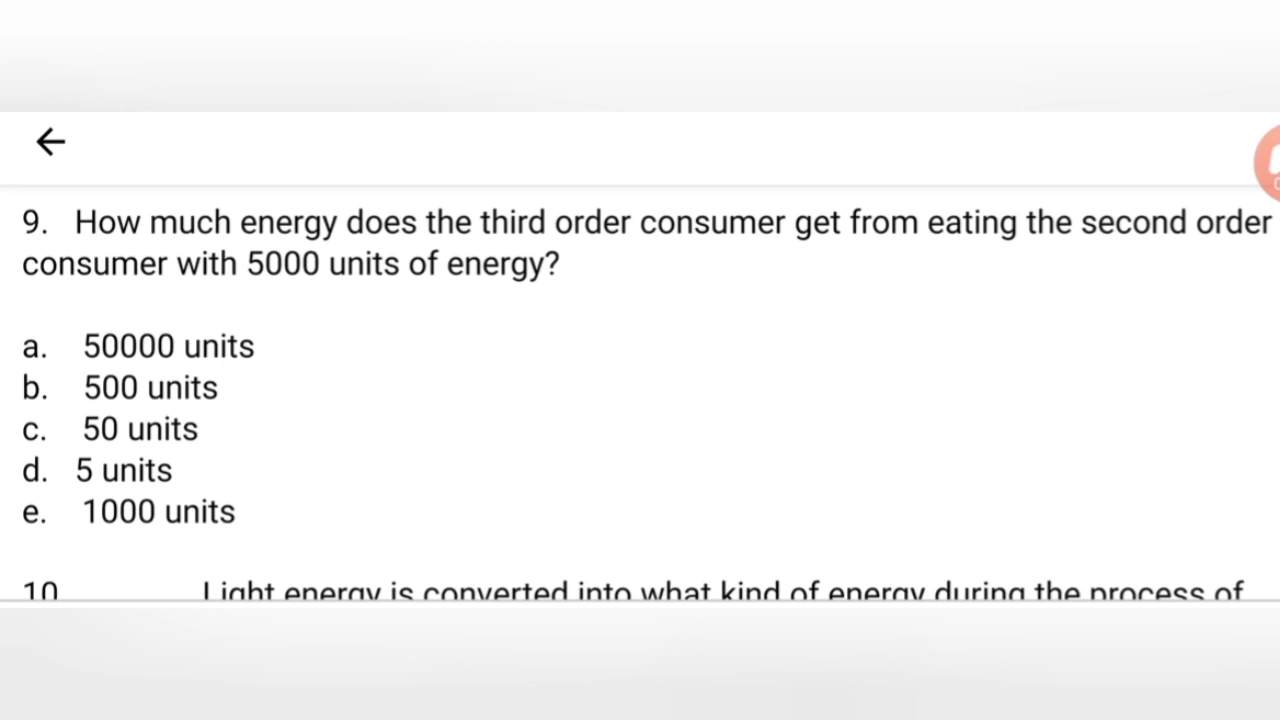 9. How much energy does the third order consumer get from eating the second order
consumer with 5000 units of energy?
a. 50000 units
b. 500 units
c. 50 units
d. 5 units
e. 1000 units
10 Light energy is converted into what kind of energy during the process of